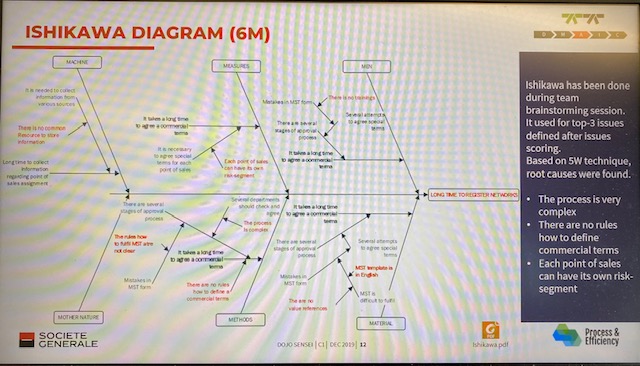 ISHIKAWA DIAGRAM (6M)
D M A I C
MACHINE
MEASURES
MEN
It is needed to collect
information from
various sources
There is no common
Resource to store
information
Long time to collect
information
regarding point of
sales assignment
It takes a long time
to agree a commercial
terms
It is necessary
to agree special
terms for each
point of sales
Each point of sales
can have its own
risk-segment
Mistakes in MST form
There is no trainings
There are several
stages of approval
process
Several attempts
to agree special
terms
It takes a long time
to agree a commercial
terms
LONG TIME TO REGISTER NETWORKS
There are several
stages of approval
process
The rules how
to fulfil MST are
not clear
Mistakes in
MST form
It takes a long time
to agree a commercial
terms
Several departments
should check and
agree
The process
is complex
There are no rules
how to define a
commercial terms
It takes a long time
to agree a commercial
terms
There are several
stages of approval
process
Several attempts
to agree special
terms
Mistakes in
MST form
MST template is
in English
The are no
value references
MST is
difficult to fulfil
MOTHER NATURE
METHODS
MATERIAL
Ishikawa has been done
during team
brainstorming session.
It used for top-3 issues
defined after issues
scoring.
Based on 5W technique,
root causes were found.
• The process is very
complex
• There are no rules
how to define
commercial terms
• Each point of sales
can have its own risk-
segment
SOCIETE
GENERALE
DOJO SENSEI | C1 | DEC 2019 | 12
Ishikawa.pdf
Process &
Efficiency